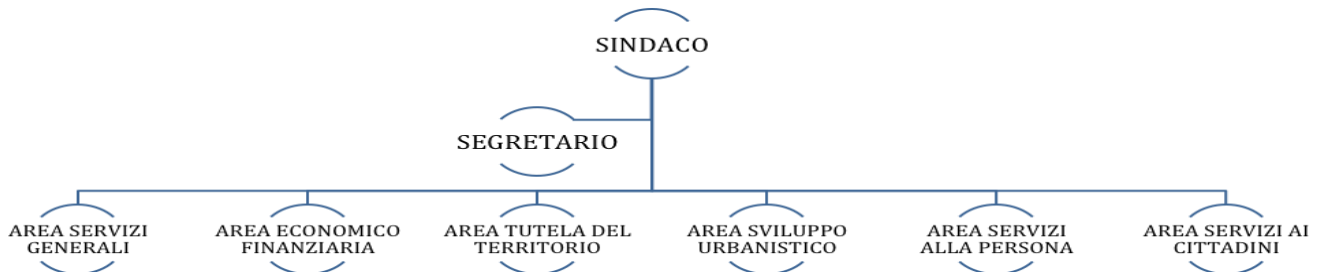 SINDACO
SEGRETARIO
AREA SERVIZI
GENERALI
AREA ECONOMICO
FINANZIARIA
AREA TUTELA DEL
TERRITORIO
AREA SVILUPPO
URBANISTICO
AREA SERVIZI
ALLA PERSONA
AREA SERVIZI AI
CITTADINI